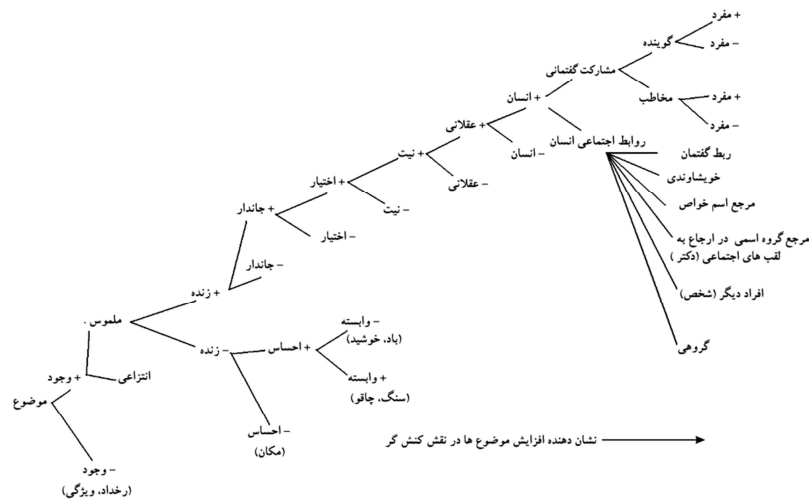 مفرد +
گوینده
مفرد –
مشارکت گفتمانی
مفرد +
مخاطب
مفرد –
انسان +
روابط اجتماعی انسان
ربط گفتمان
خویشاوندی
مرجع اسم خواص
مرجع گروه اسمی در ارجاع به
لقب های اجتماعی (دکتر )
افراد دیگر (شخص)
گروهی
عقلانی +
انسان –
نیت +
عقلانی –
اختیار +
نیت –
جاندار +
اختیار –
جاندار –
زنده +
ملموس .
زنده –
احساس +
وابسته –
(باد، خوشید)
وابسته +
(سنگ، چاقو)
احساس –
(مکان)
انتزاعی
وجود +
موضوع
وجود –
(رخداد، ویژگی)
نشان دهنده افزایش موضوع ها در نقش کنش گر